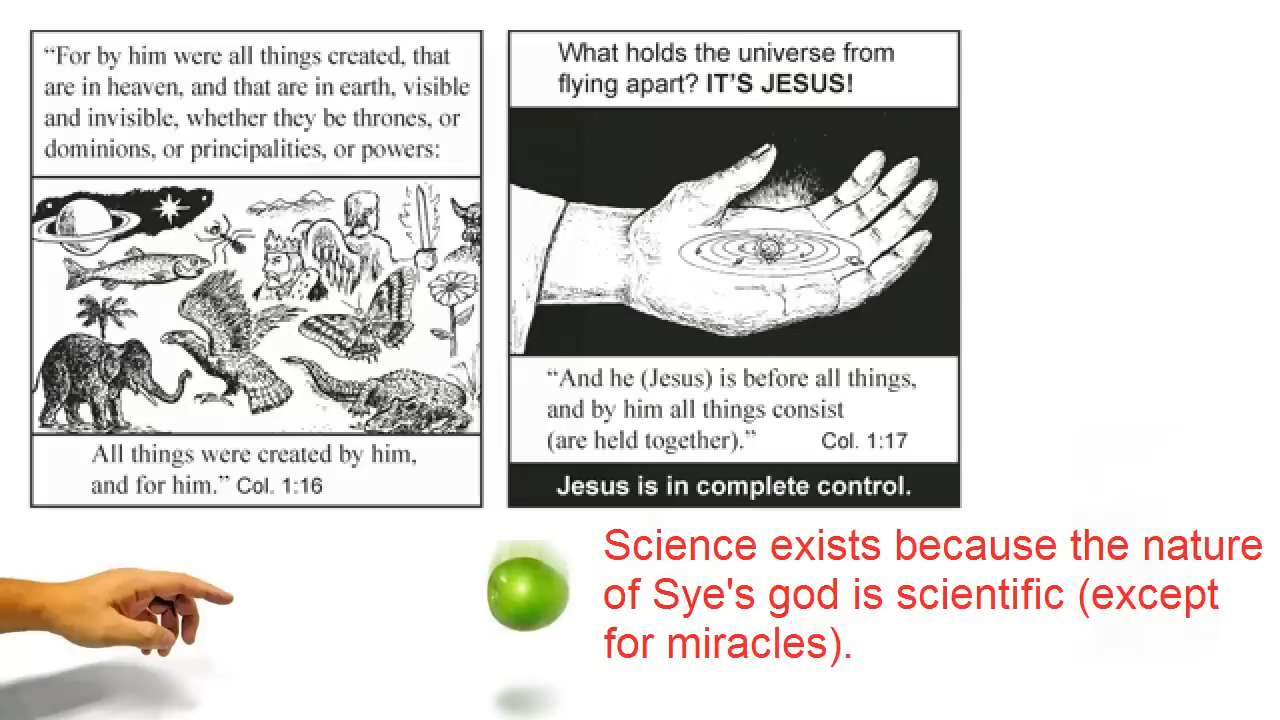 “For by him were all things created, that
are in heaven, and that are in earth, visible
and invisible, whether they be thrones, or
dominions, or principalities, or powers:
All things were created by him,
and for him.” Col. 1:16
What holds the universe from
flying apart? IT’S JESUS!
“And he (Jesus) is before all things,
and by him all things consist
(are held together).” Col. 1:17
Jesus is in complete control.
Science exists because the nature
of Sye's god is scientific (except
for miracles).